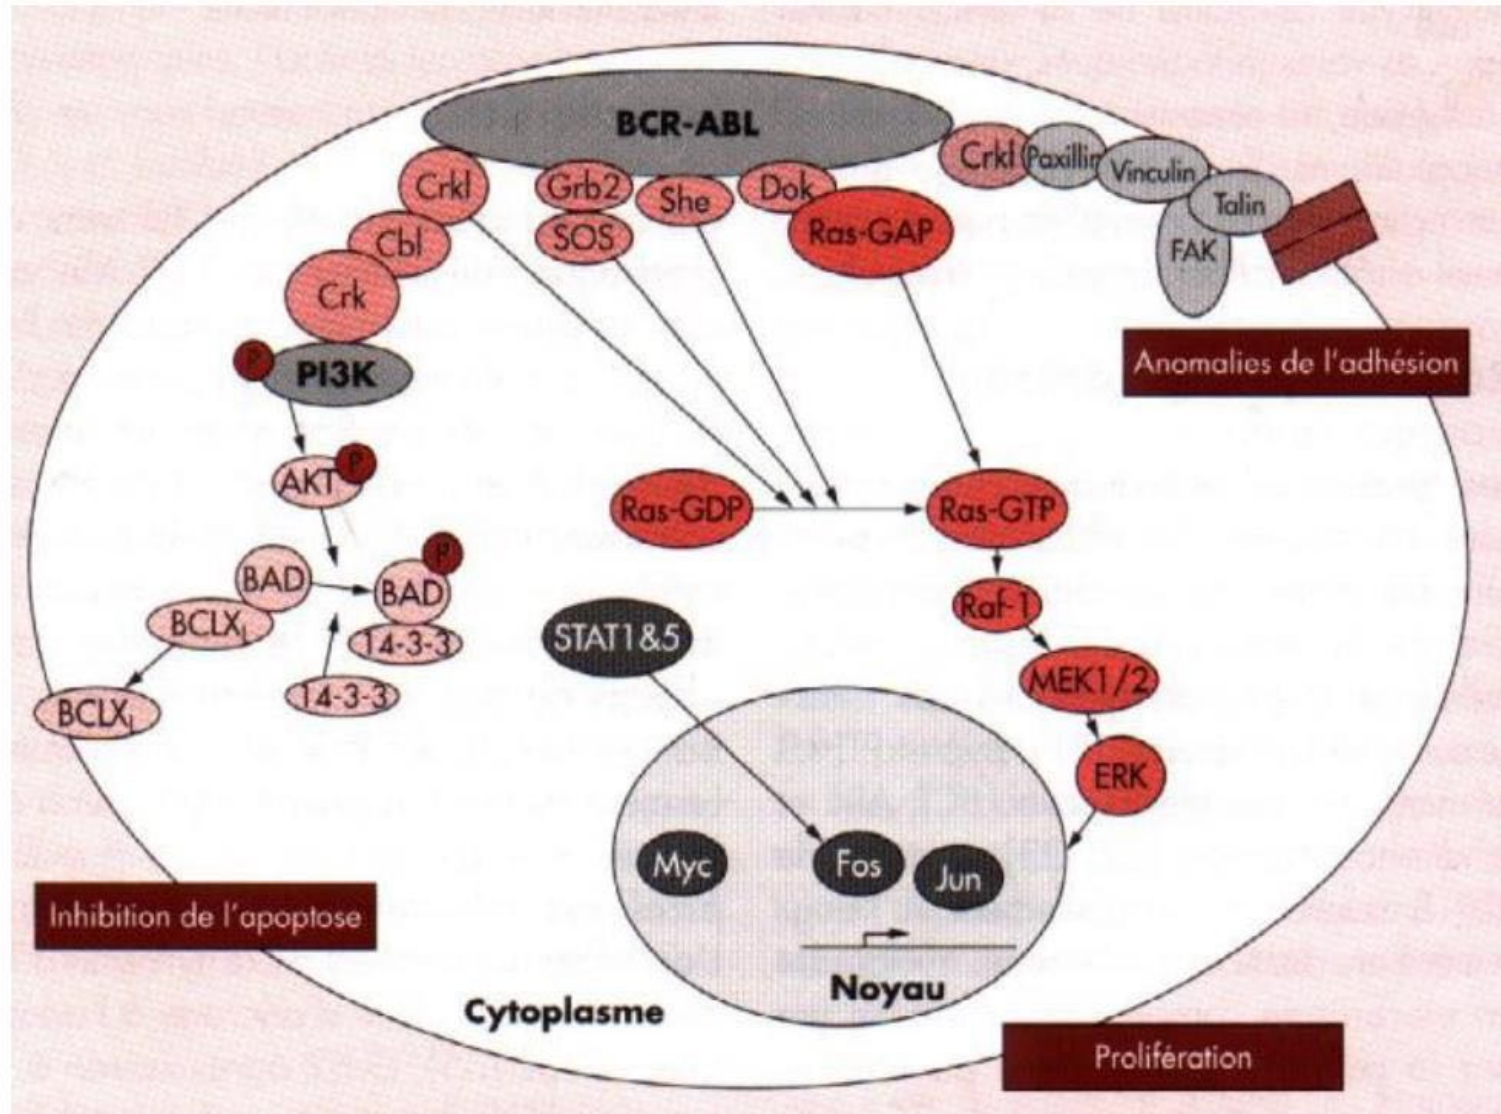 BCR-ABL
Crkl
Grb2
She
Dok
Crkl
Paxillin
Vinculin
Talin
FAK
Cbl
SOS
Ras-GAP
Crk
P
PI3K
Anomalies de l'adhésion
AKT
P
Ras-GDP
Ras-GTP
BAD
BAD
P
BCLXL
14-3-3
14-3-3
BCLXL
STAT1&5
Raf-1
MEK1/2
ERK
Myc
Fos
Jun
Noyau
Inhibition de l'apoptose
Cytoplasme
Prolifération